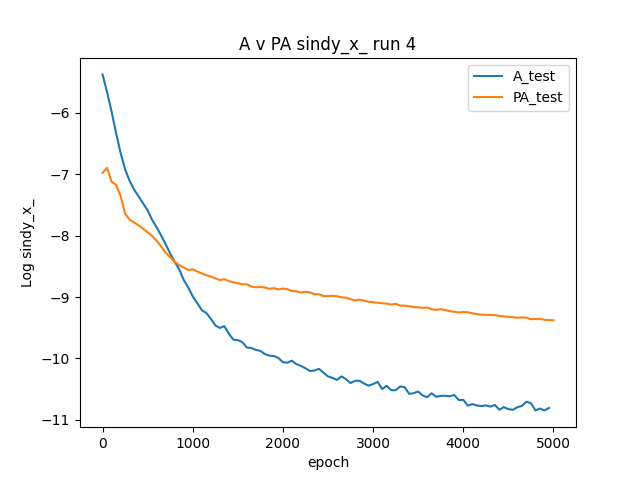 A v PA sindy_x_ run 4
A_test
PA_test
Log sindy_x_
−6
−7
−8
−9
−10
−11
0
1000
2000
3000
4000
5000
epoch